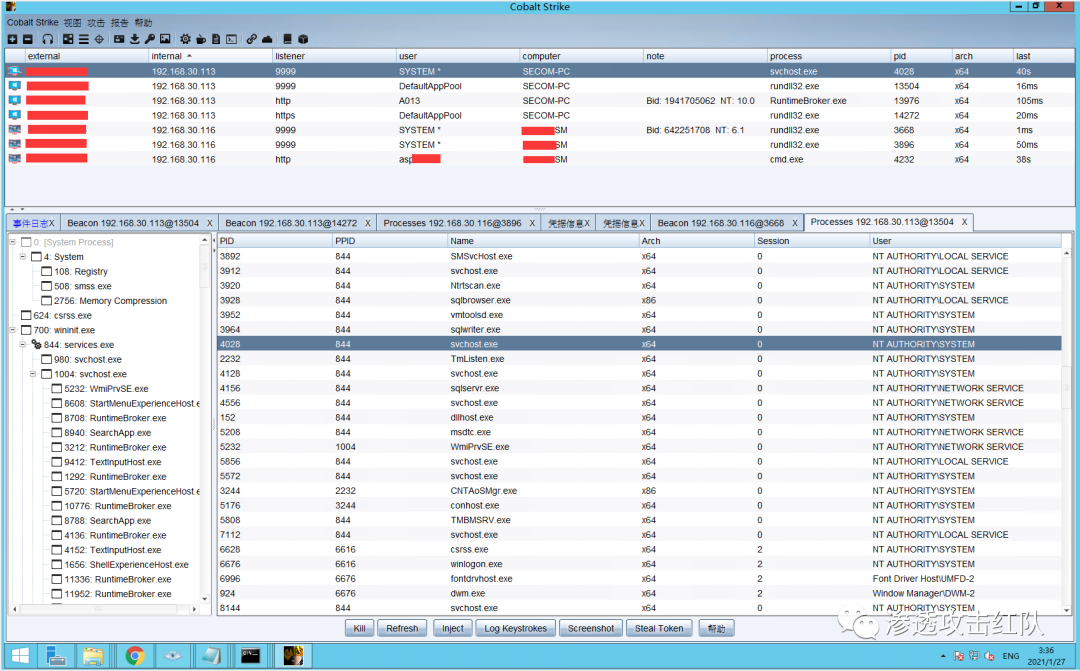 Cobalt Strike
Cobalt Strike 视图 攻击 报告 帮助
external internal listener user computer note process pid arch last
192.168.30.113 9999 SYSTEM * SECOM-PC svchost.exe 4028 x64 40s
192.168.30.113 9999 DefaultAppPool SECOM-PC rundll32.exe 13504 x64 16ms
192.168.30.113 http A013 SECOM-PC Bid: 1941705062 NT: 10.0 RuntimeBroker.exe 13976 x64 105ms
192.168.30.113 https DefaultAppPool SECOM-PC rundll32.exe 14272 x64 20ms
192.168.30.116 9999 SYSTEM * SM Bid: 642251708 NT: 6.1 rundll32.exe 3668 x64 1ms
192.168.30.116 9999 SYSTEM * SM rundll32.exe 3896 x64 50ms
192.168.30.116 http asp SM cmd.exe 4232 x64 38s
事件日志X Beacon 192.168.30.113@13504 X Beacon 192.168.30.113@14272 X Processes 192.168.30.116@3896 X 凭据信息X 凭据信息X Beacon 192.168.30.116@3668 X Processes 192.168.30.113@13504 X
0: [System Process]
4: System
108: Registry
508: smss.exe
2756: Memory Compression
624: csrss.exe
700: wininit.exe
844: services.exe
980: svchost.exe
1004: svchost.exe
5232: WmiPrvSE.exe
8608: StartMenuExperienceHost.e
8708: RuntimeBroker.exe
8940: SearchApp.exe
3212: RuntimeBroker.exe
9412: TextInputHost.exe
1292: RuntimeBroker.exe
5720: StartMenuExperienceHost.e
10776: RuntimeBroker.exe
8788: SearchApp.exe
4136: RuntimeBroker.exe
4152: TextInputHost.exe
1656: ShellExperienceHost.exe
11336: RuntimeBroker.exe
11952: RuntimeBroker.exe
PID PPID Name Arch Session User
3892 844 SMSvcHost.exe x64 0 NT AUTHORITY\LOCAL SERVICE
3912 844 svchost.exe x64 0 NT AUTHORITY\LOCAL SERVICE
3920 844 Ntrtscan.exe x64 0 NT AUTHORITY\SYSTEM
3928 844 sqlbrowser.exe x86 0 NT AUTHORITY\LOCAL SERVICE
3952 844 vmtoolsd.exe x64 0 NT AUTHORITY\SYSTEM
3964 844 sqlwriter.exe x64 0 NT AUTHORITY\SYSTEM
4028 844 svchost.exe x64 0 NT AUTHORITY\SYSTEM
2232 844 TmListen.exe x64 0 NT AUTHORITY\SYSTEM
4128 844 svchost.exe x64 0 NT AUTHORITY\SYSTEM
4156 844 sqlservr.exe x64 0 NT AUTHORITY\NETWORK SERVICE
4556 844 svchost.exe x64 0 NT AUTHORITY\NETWORK SERVICE
152 844 dllhost.exe x64 0 NT AUTHORITY\SYSTEM
5208 844 msdtc.exe x64 0 NT AUTHORITY\NETWORK SERVICE
5232 1004 WmiPrvSE.exe x64 0 NT AUTHORITY\NETWORK SERVICE
5856 844 svchost.exe x64 0 NT AUTHORITY\LOCAL SERVICE
5572 844 svchost.exe x64 0 NT AUTHORITY\SYSTEM
3244 2232 CNTAoSMgr.exe x86 0 NT AUTHORITY\SYSTEM
5176 3244 conhost.exe x64 0 NT AUTHORITY\SYSTEM
5808 844 TMBMSRV.exe x64 0 NT AUTHORITY\SYSTEM
7112 844 svchost.exe x64 0 NT AUTHORITY\LOCAL SERVICE
6628 6616 csrss.exe x64 2 NT AUTHORITY\SYSTEM
6676 6616 winlogon.exe x64 2 NT AUTHORITY\SYSTEM
6996 6676 fontdrvhost.exe x64 2 Font Driver Host\UMFD-2
924 6676 dwm.exe x64 2 Window Manager\DWM-2
8144 844 svchost.exe x64 0 NT AUTHORITY\SYSTEM
Kill Refresh Inject Log Keystrokes Screenshot Steal Token 帮助
渗透攻击红队
ENG 3:36
2021/1/27